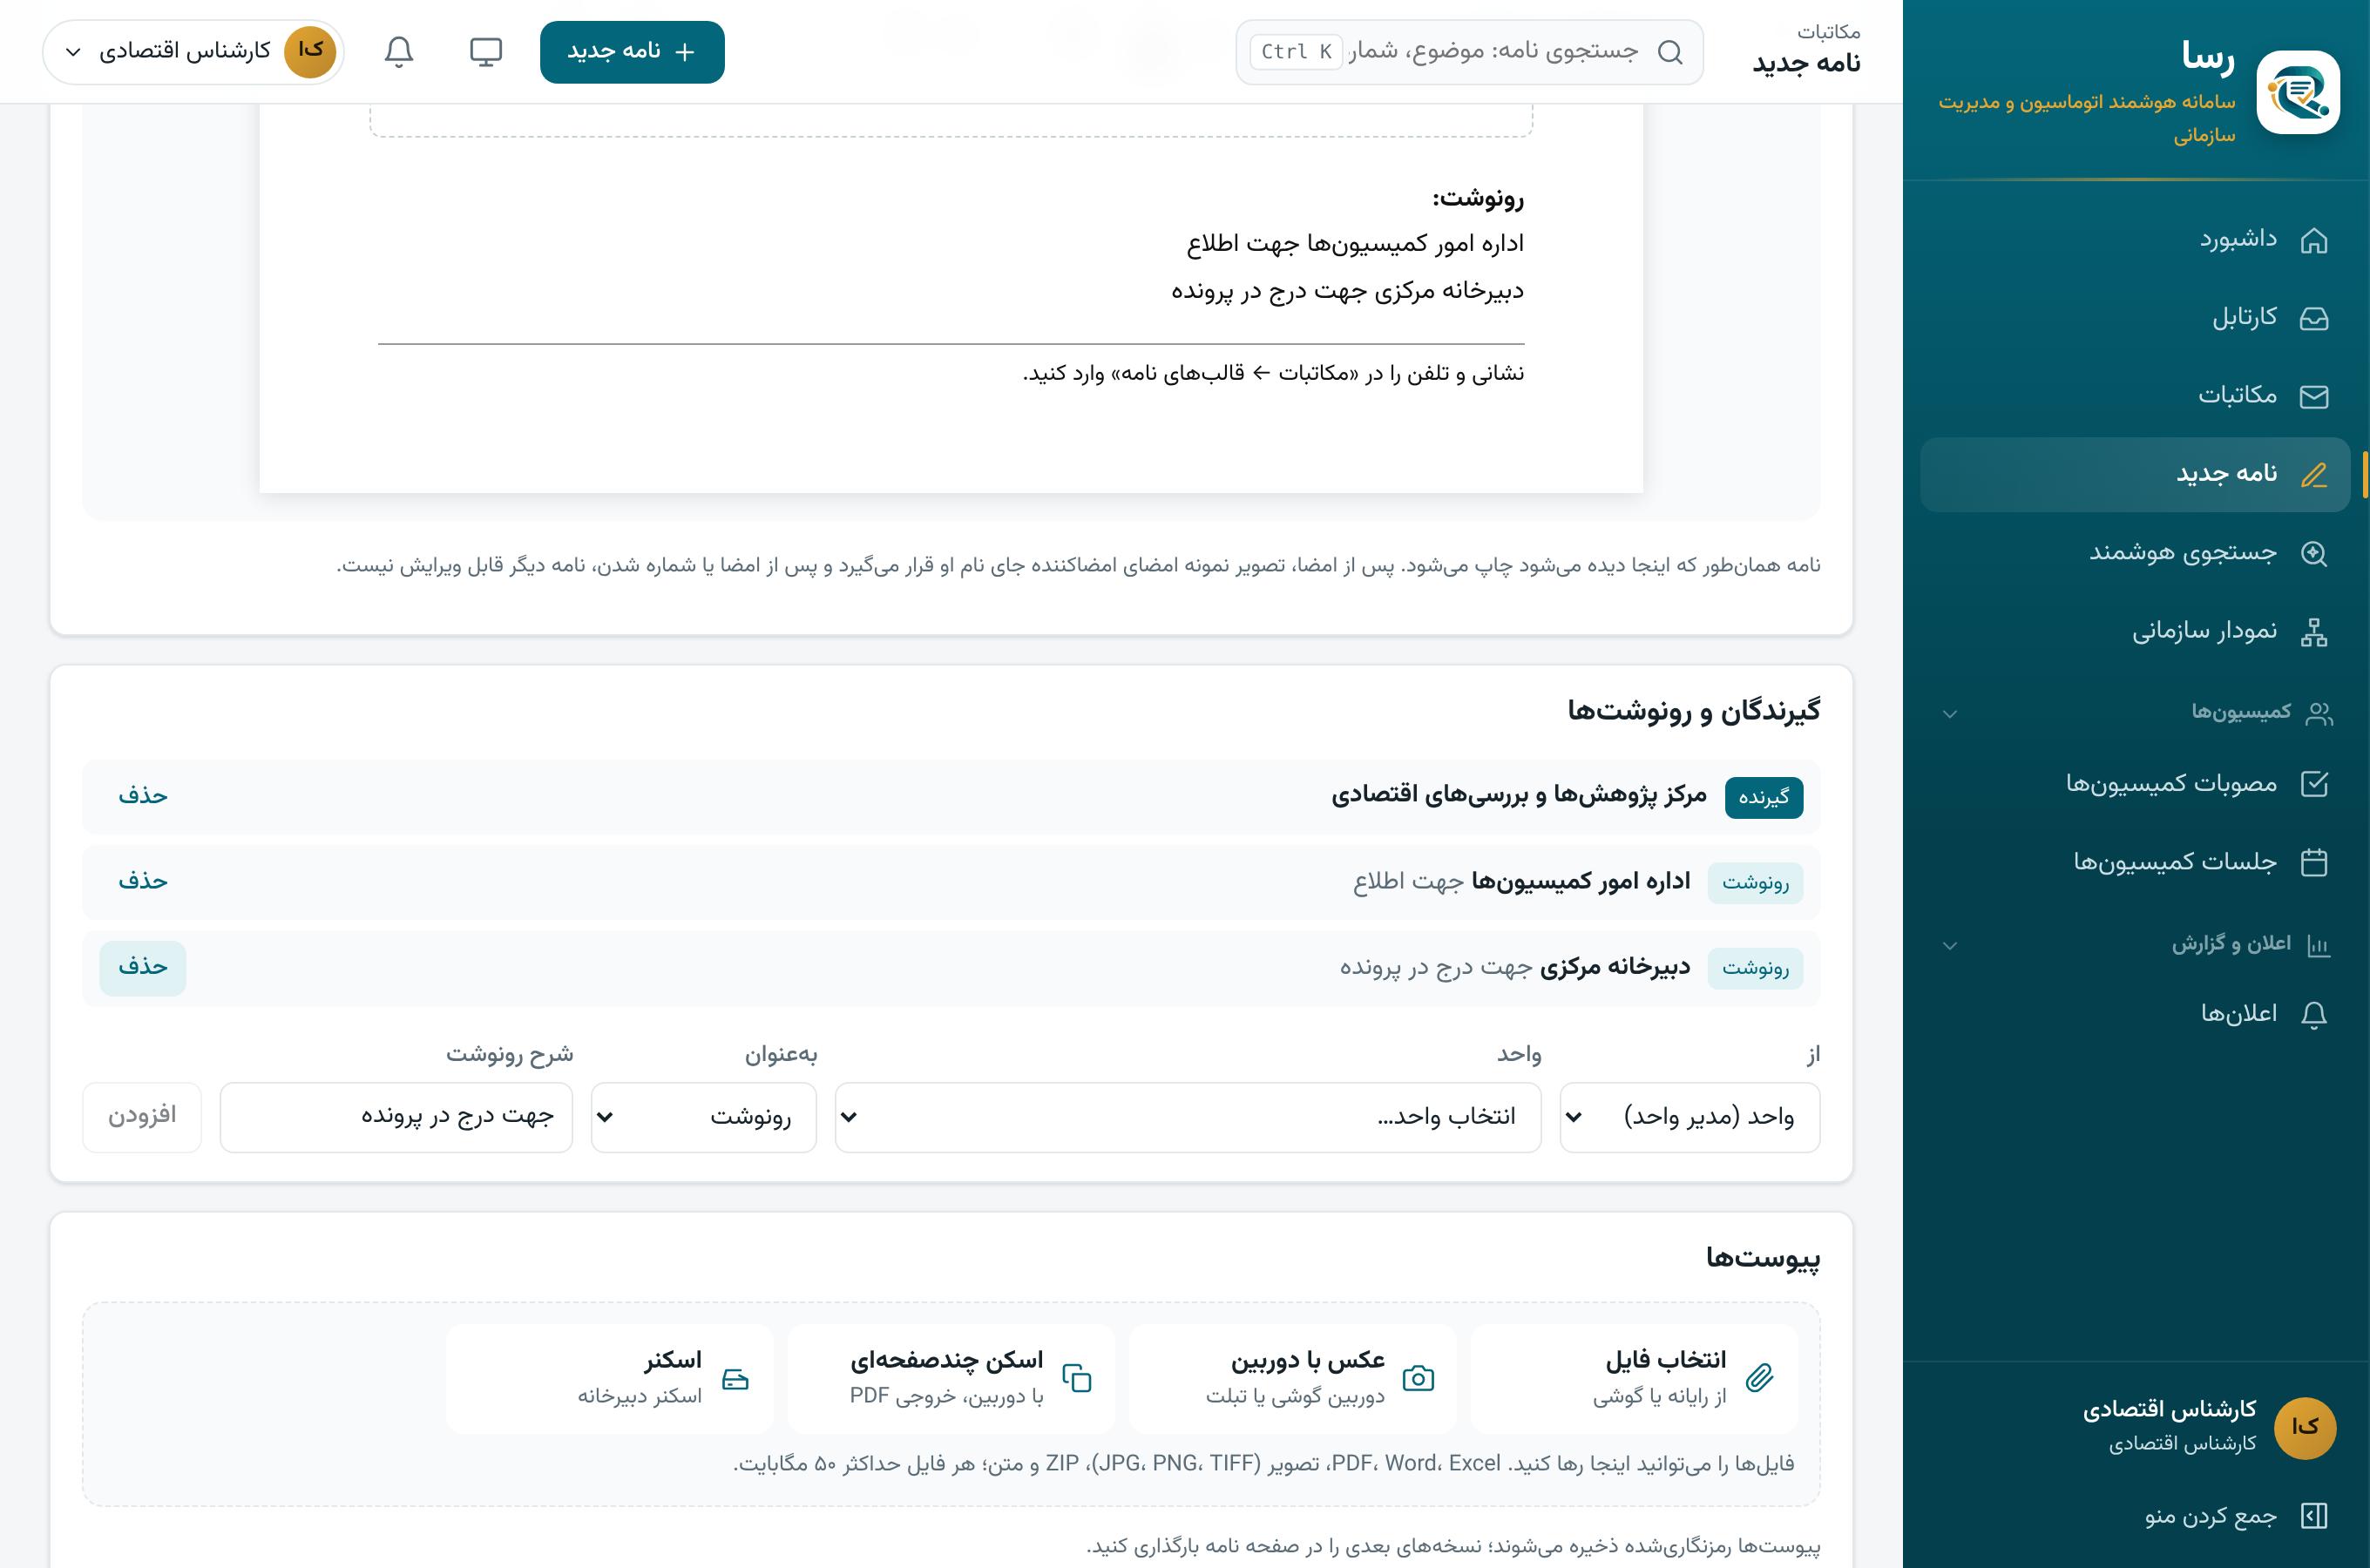 رسا
سامانه هوشمند اتوماسیون و مدیریت
سازمانی
داشبورد
کارتابل
مکاتبات
نامه جدید
جستجوی هوشمند
نمودار سازمانی
کمیسیون‌ها
مصوبات کمیسیون‌ها
جلسات کمیسیون‌ها
اعلان و گزارش
اعلان‌ها
ک‌ا
کارشناس اقتصادی
کارشناس اقتصادی
جمع کردن منو
مکاتبات
نامه جدید
جستجوی نامه: موضوع، شمار
Ctrl K
نامه جدید
ک‌ا کارشناس اقتصادی
رونوشت:
اداره امور کمیسیون‌ها جهت اطلاع
دبیرخانه مرکزی جهت درج در پرونده
نشانی و تلفن را در «مکاتبات ← قالب‌های نامه» وارد کنید.
نامه همان‌طور که اینجا دیده می‌شود چاپ می‌شود. پس از امضا، تصویر نمونه امضای امضاکننده جای نام او قرار می‌گیرد و پس از امضا یا شماره شدن، نامه دیگر قابل ویرایش نیست.
گیرندگان و رونوشت‌ها
گیرنده مرکز پژوهش‌ها و بررسی‌های اقتصادی حذف
رونوشت اداره امور کمیسیون‌ها جهت اطلاع حذف
رونوشت دبیرخانه مرکزی جهت درج در پرونده حذف
از واحد به‌عنوان شرح رونوشت
واحد (مدیر واحد) انتخاب واحد... رونوشت جهت درج در پرونده افزودن
پیوست‌ها
انتخاب فایل
از رایانه یا گوشی
عکس با دوربین
دوربین گوشی یا تبلت
اسکن چندصفحه‌ای
با دوربین، خروجی PDF
اسکنر
اسکنر دبیرخانه
فایل‌ها را می‌توانید اینجا رها کنید. PDF، Word، Excel، تصویر (JPG، PNG، TIFF)، ZIP و متن؛ هر فایل حداکثر ۵۰ مگابایت.
پیوست‌ها رمزنگاری‌شده ذخیره می‌شوند؛ نسخه‌های بعدی را در صفحه نامه بارگذاری کنید.